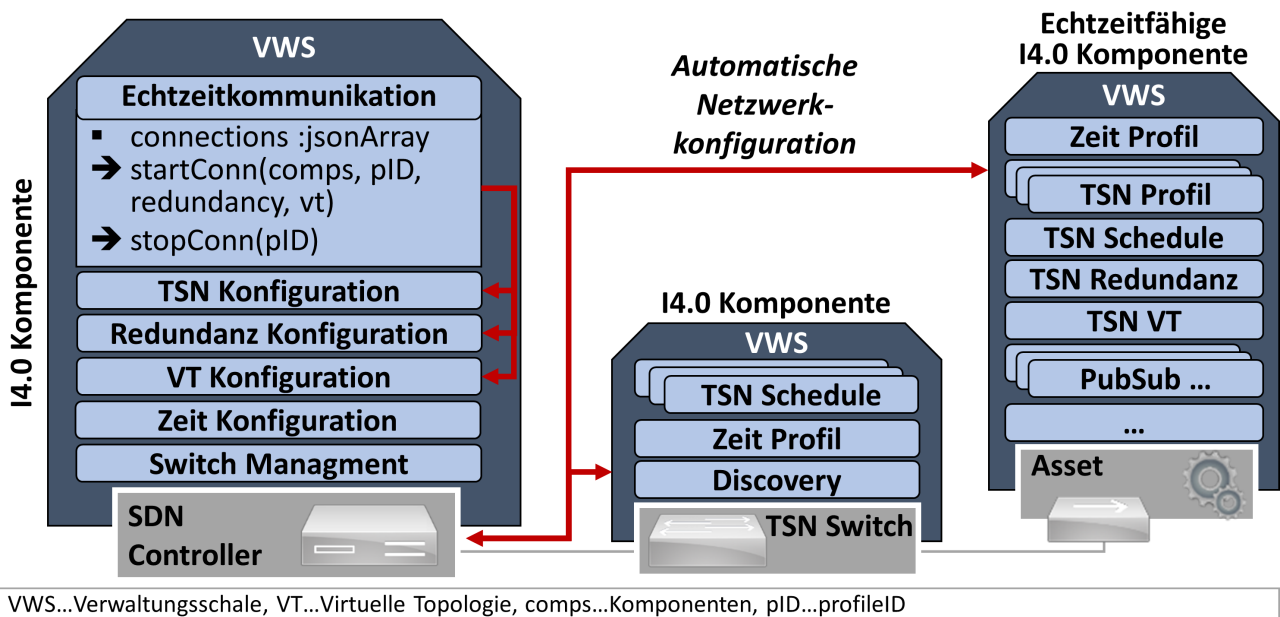 I4.0 Komponente
VWS
Echtzeitkommunikation
▪ connections :jsonArray
➔ startConn(comps, pID,
redundancy, vt)
➔ stopConn(pID)
TSN Konfiguration
Redundanz Konfiguration
VT Konfiguration
Zeit Konfiguration
Switch Managment
SDN
Controller
Automatische
Netzwerk-
konfiguration
I4.0 Komponente
VWS
TSN Schedule
Zeit Profil
Discovery
TSN Switch
Echtzeitfähige
I4.0 Komponente
VWS
Zeit Profil
TSN Profil
TSN Schedule
TSN Redundanz
TSN VT
PubSub ...
...
Asset
VWS...Verwaltungsschale, VT...Virtuelle Topologie, comps...Komponenten, pID...profileID